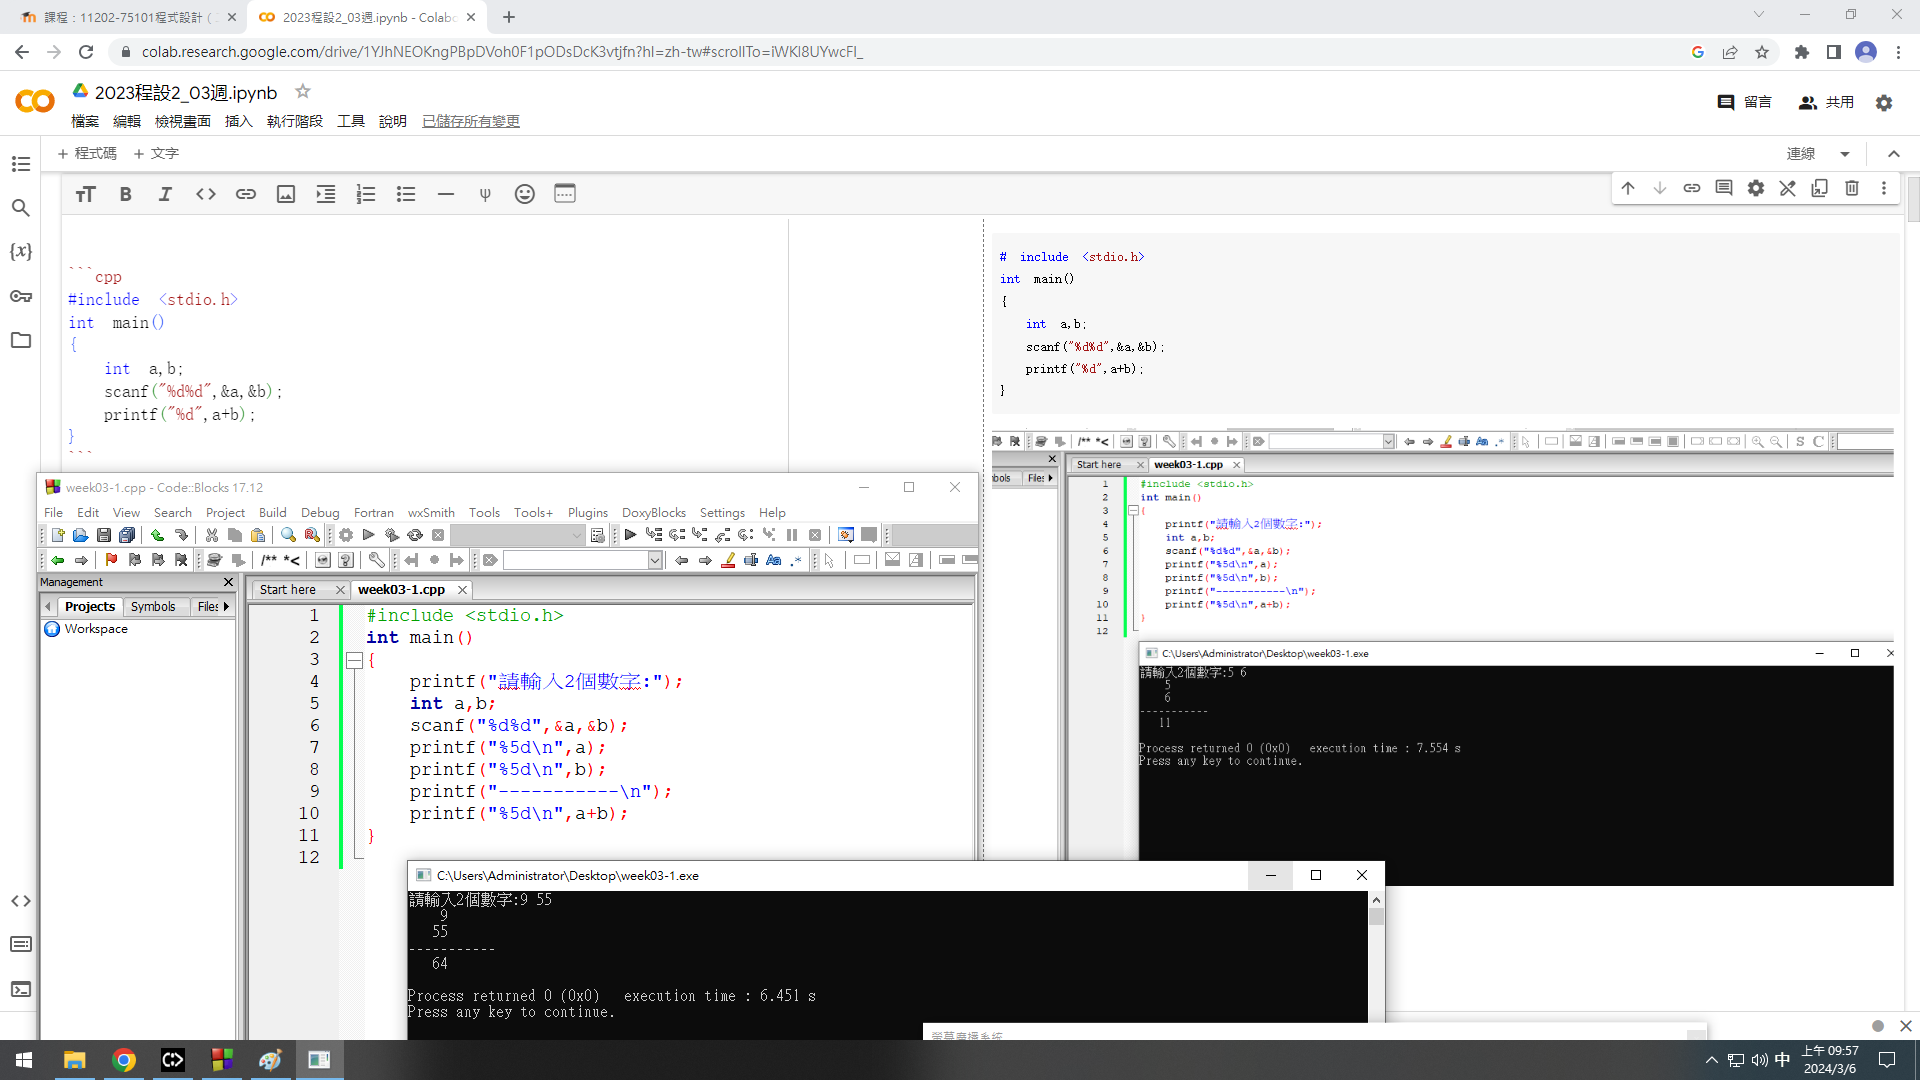 課程：11202-75101程式設計（
2023程設2_03週.ipynb - Colabo
colab.research.google.com/drive/1YJhNEOKngPBpDVoh0F1pODsDcK3vtjfn?hl=zh-tw#scrollTo=iWKl8UYwcFl_
2023程設2_03週.ipynb
留言 共用
檔案 編輯 檢視畫面 插入 執行階段 工具 說明 已儲存所有變更
+ 程式碼 + 文字
連線
```cpp
#include <stdio.h>
int main()
{
int a,b;
scanf("%d%d",&a,&b);
printf("%d",a+b);
}
```
# include <stdio.h>
int main()
{
int a,b;
scanf("%d%d",&a,&b);
printf("%d",a+b);
}
bols Files
Start here week03-1.cpp
1 #include <stdio.h>
2 int main()
3 {
4 printf("請輸入2個數字:");
5 int a,b;
6 scanf("%d%d",&a,&b);
7 printf("%5d\n",a);
8 printf("%5d\n",b);
9 printf("-----------\n");
10 printf("%5d\n",a+b);
11 }
12
C:\Users\Administrator\Desktop\week03-1.exe
請輸入2個數字:5 6
5
6
-----------
11
Process returned 0 (0x0) execution time : 7.554 s
Press any key to continue.
week03-1.cpp - Code::Blocks 17.12
File Edit View Search Project Build Debug Fortran wxSmith Tools Tools+ Plugins DoxyBlocks Settings Help
Management
Projects Symbols Files
Workspace
Start here week03-1.cpp
1 #include <stdio.h>
2 int main()
3 {
4 printf("請輸入2個數字:");
5 int a,b;
6 scanf("%d%d",&a,&b);
7 printf("%5d\n",a);
8 printf("%5d\n",b);
9 printf("-----------\n");
10 printf("%5d\n",a+b);
11 }
12
C:\Users\Administrator\Desktop\week03-1.exe
請輸入2個數字:9 55
9
55
-----------
64
Process returned 0 (0x0) execution time : 6.451 s
Press any key to continue.
中
上午 09:57
2024/3/6